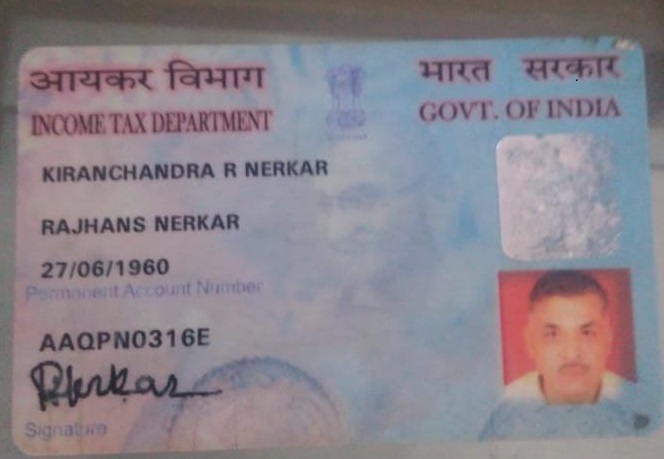 आयकर विभाग
भारत सरकार
INCOME TAX DEPARTMENT
GOVT. OF INDIA
KIRANCHANDRA R NERKAR
RAJHANS NERKAR
27/06/1960
Permanent Account Number
AAQPN0316E
Signature